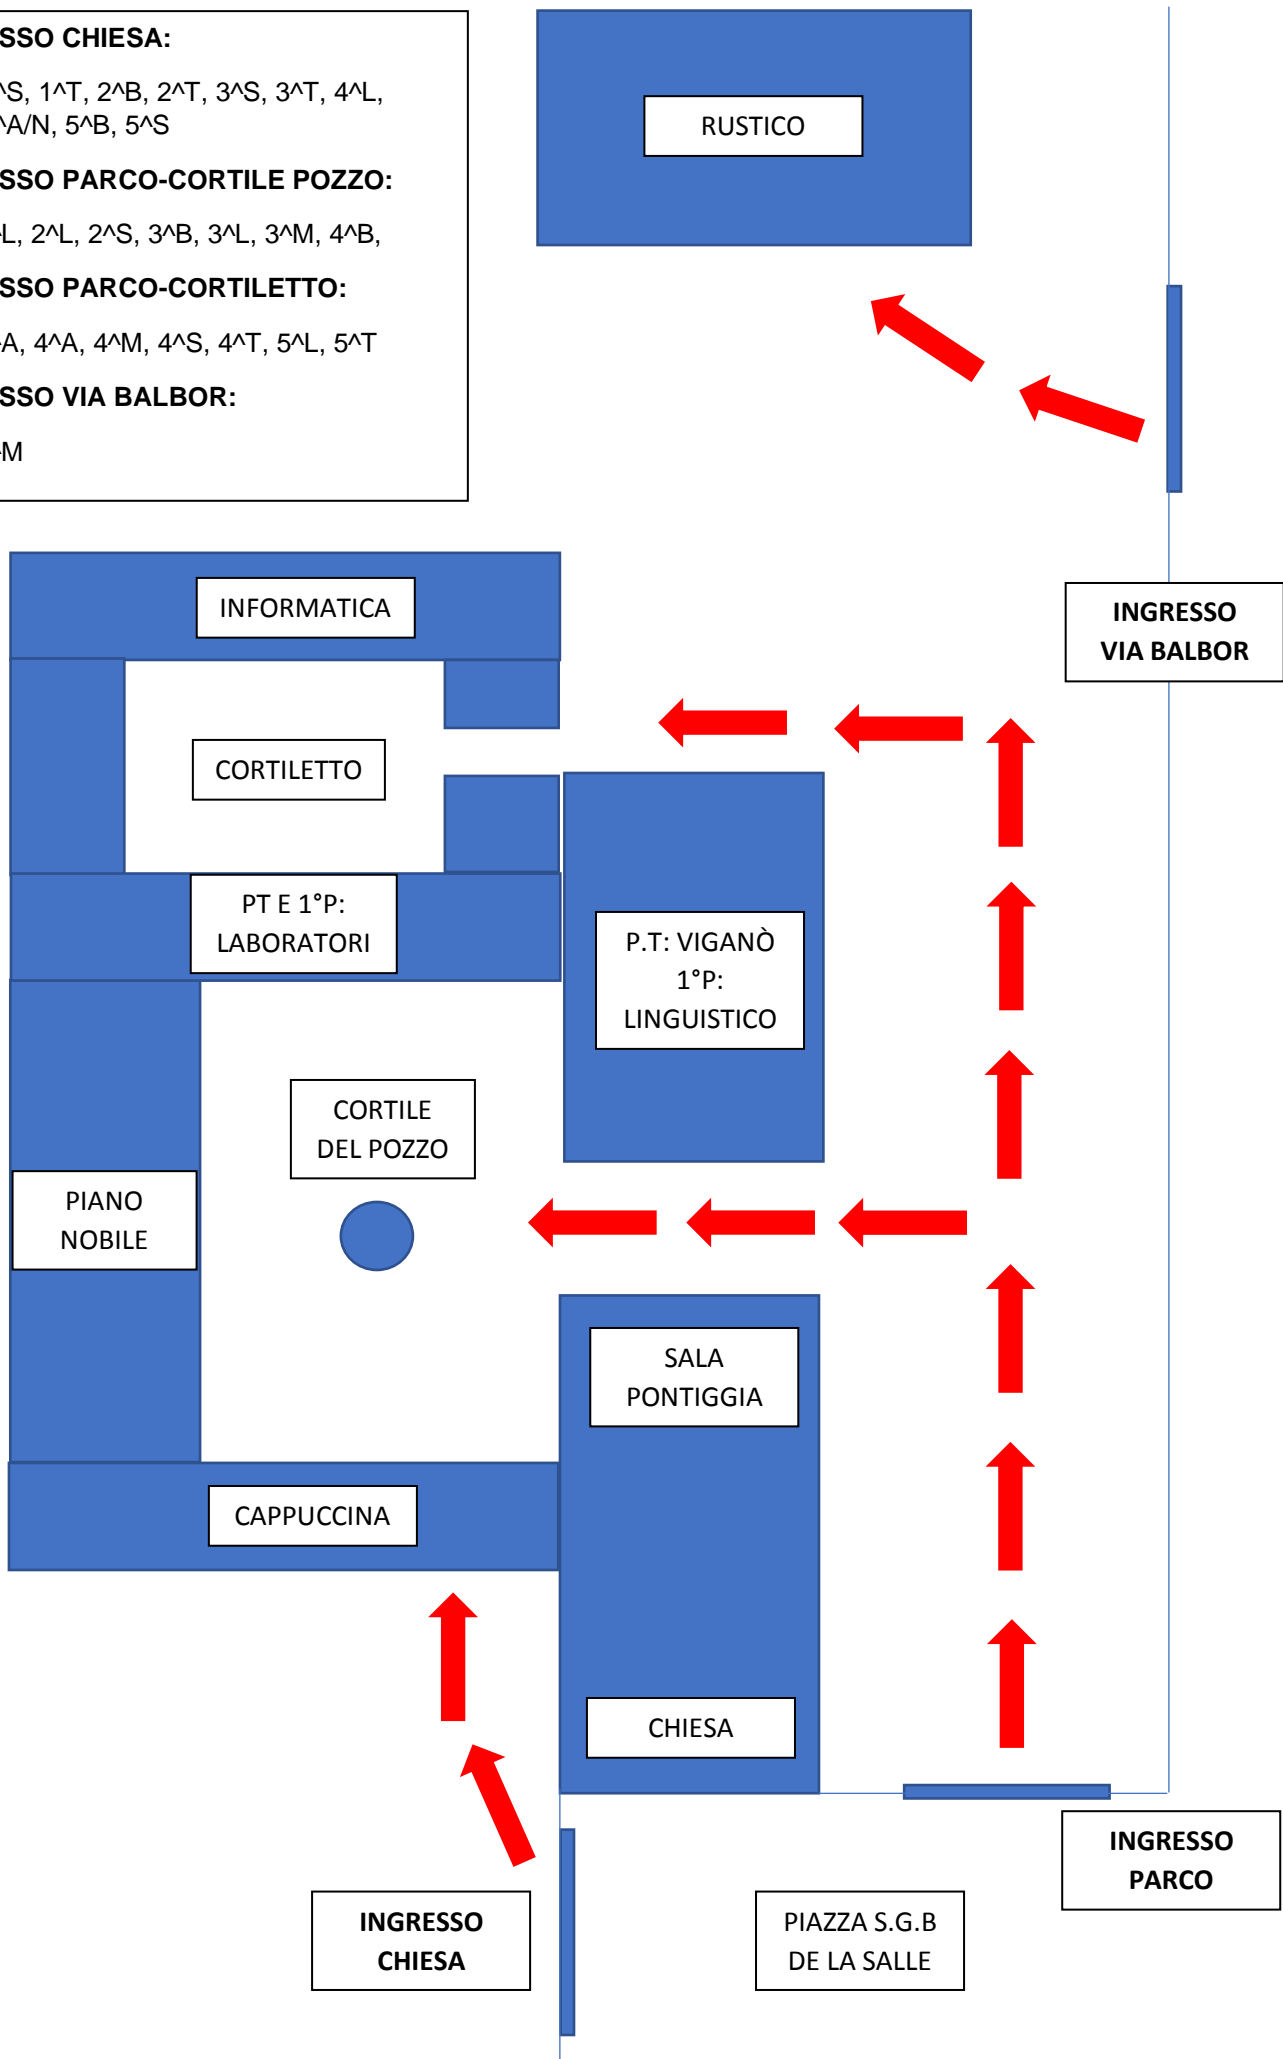 SSO CHIESA:
^S, 1^T, 2^B, 2^T, 3^S, 3^T, 4^L,
^A/N, 5^B, 5^S
SSO PARCO-CORTILE POZZO:
L, 2^L, 2^S, 3^B, 3^L, 3^M, 4^B,
SSO PARCO-CORTILETTO:
A, 4^A, 4^M, 4^S, 4^T, 5^L, 5^T
SSO VIA BALBOR:
M
RUSTICO
INGRESSO
VIA BALBOR
INFORMATICA
CORTILETTO
PT E 1°P:
LABORATORI
P.T: VIGANÒ
1°P:
LINGUISTICO
CORTILE
DEL POZZO
PIANO
NOBILE
SALA
PONTIGGIA
CAPPUCCINA
CHIESA
INGRESSO
PARCO
INGRESSO
CHIESA
PIAZZA S.G.B
DE LA SALLE